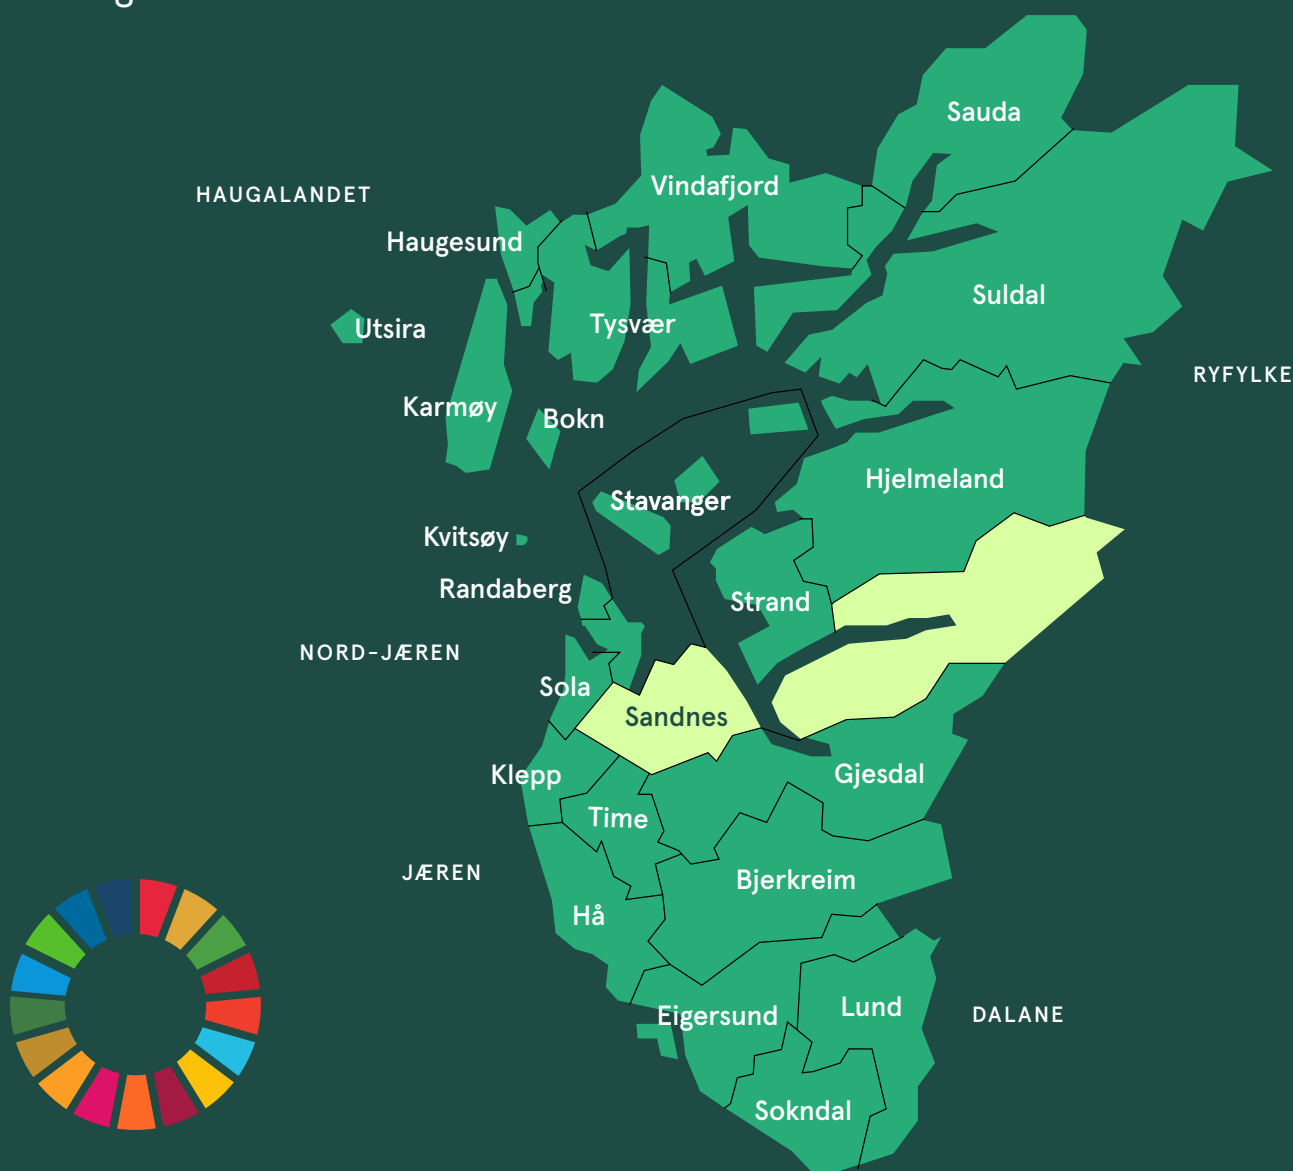 Sauda
Vindafjord
HAUGALANDET
Haugesund
Suldal
Tysvær
Utsira
RYFYLKE
Karmøy
Bokn
Hjelmeland
Stavanger
Kvitsøy
Randaberg
Strand
NORD-JÆREN
Sola
Sandnes
Klepp
Gjesdal
Time
JÆREN
Bjerkreim
Hå
Lund
DALANE
Eigersund
Sokndal